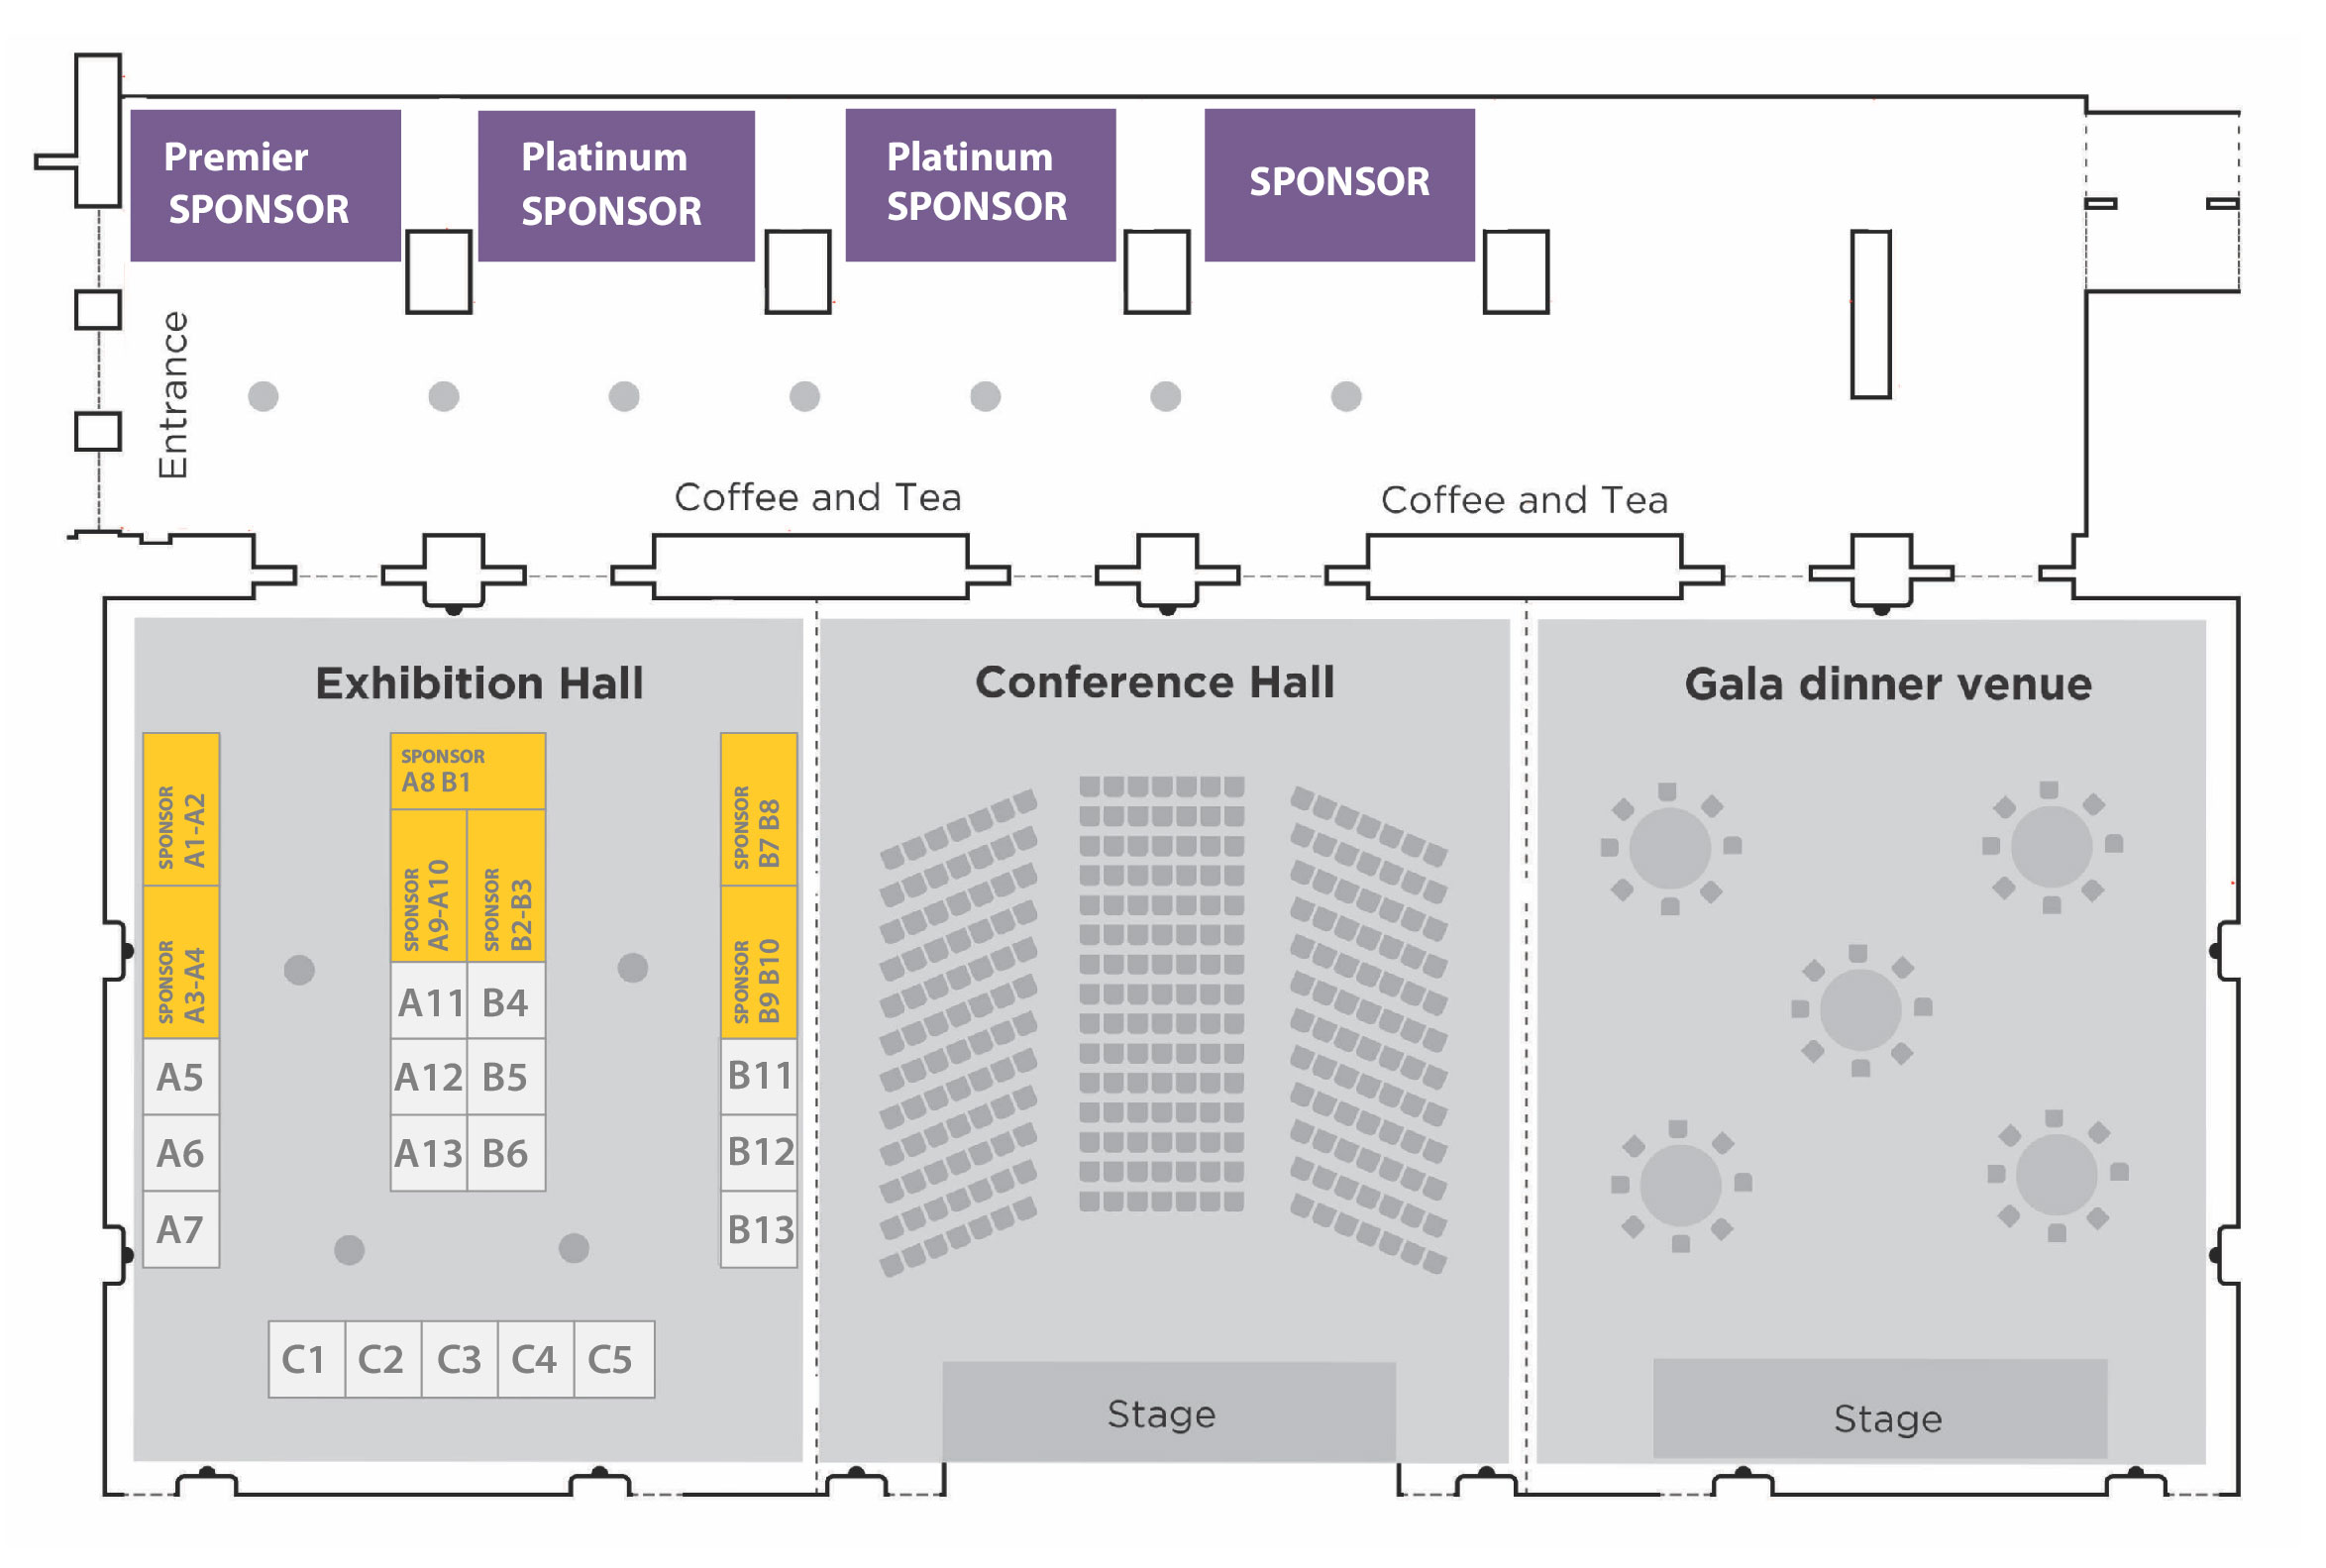 Premier
SPONSOR
Platinum
SPONSOR
Platinum
SPONSOR
SPONSOR
Entrance
Coffee and Tea
Coffee and Tea
Exhibition Hall
SPONSOR
A1-A2
SPONSOR
A3-A4
A5
A6
A7
SPONSOR
A8 B1
SPONSOR
A9-A10
SPONSOR
B2-B3
A11
B4
A12
B5
A13
B6
SPONSOR
B7 B8
SPONSOR
B9 B10
B11
B12
B13
C1
C2
C3
C4
C5
Conference Hall
Stage
Gala dinner venue
Stage